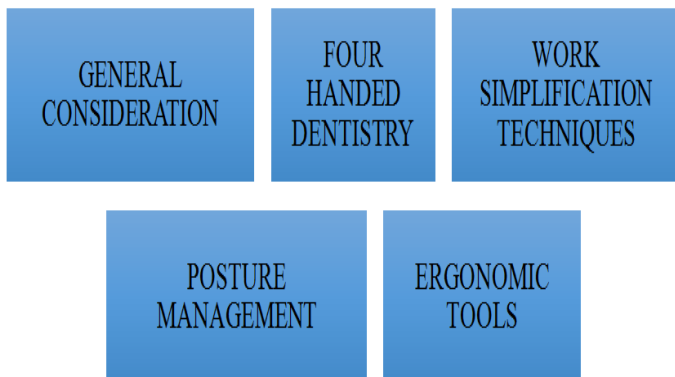 GENERAL
CONSIDERATION
FOUR
HANDED
DENTISTRY
WORK
SIMPLIFICATION
TECHNIQUES
POSTURE
MANAGEMENT
ERGONOMIC
TOOLS